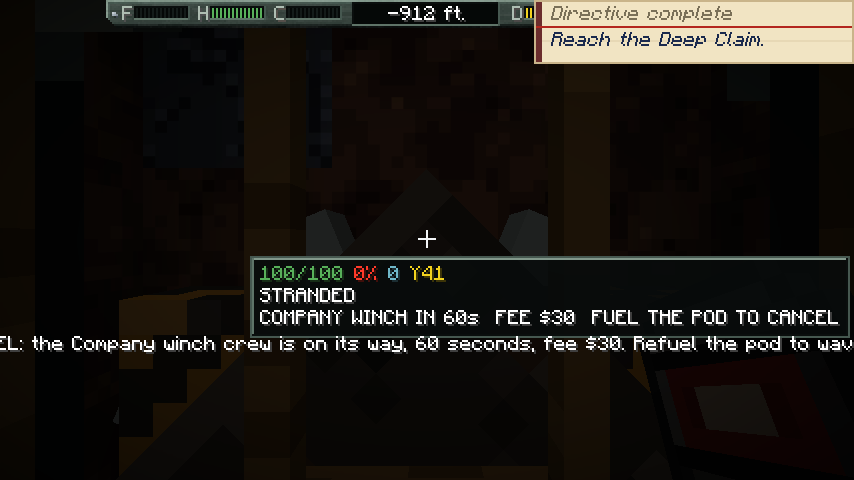 F H C -912 ft. D
Directive complete
Reach the Deep Claim.
100/100 0% 0 Y41
STRANDED
COMPANY WINCH IN 60s FEE $30 FUEL THE POD TO CANCEL
EL: the Company winch crew is on its way, 60 seconds, fee $30. Refuel the pod to wav